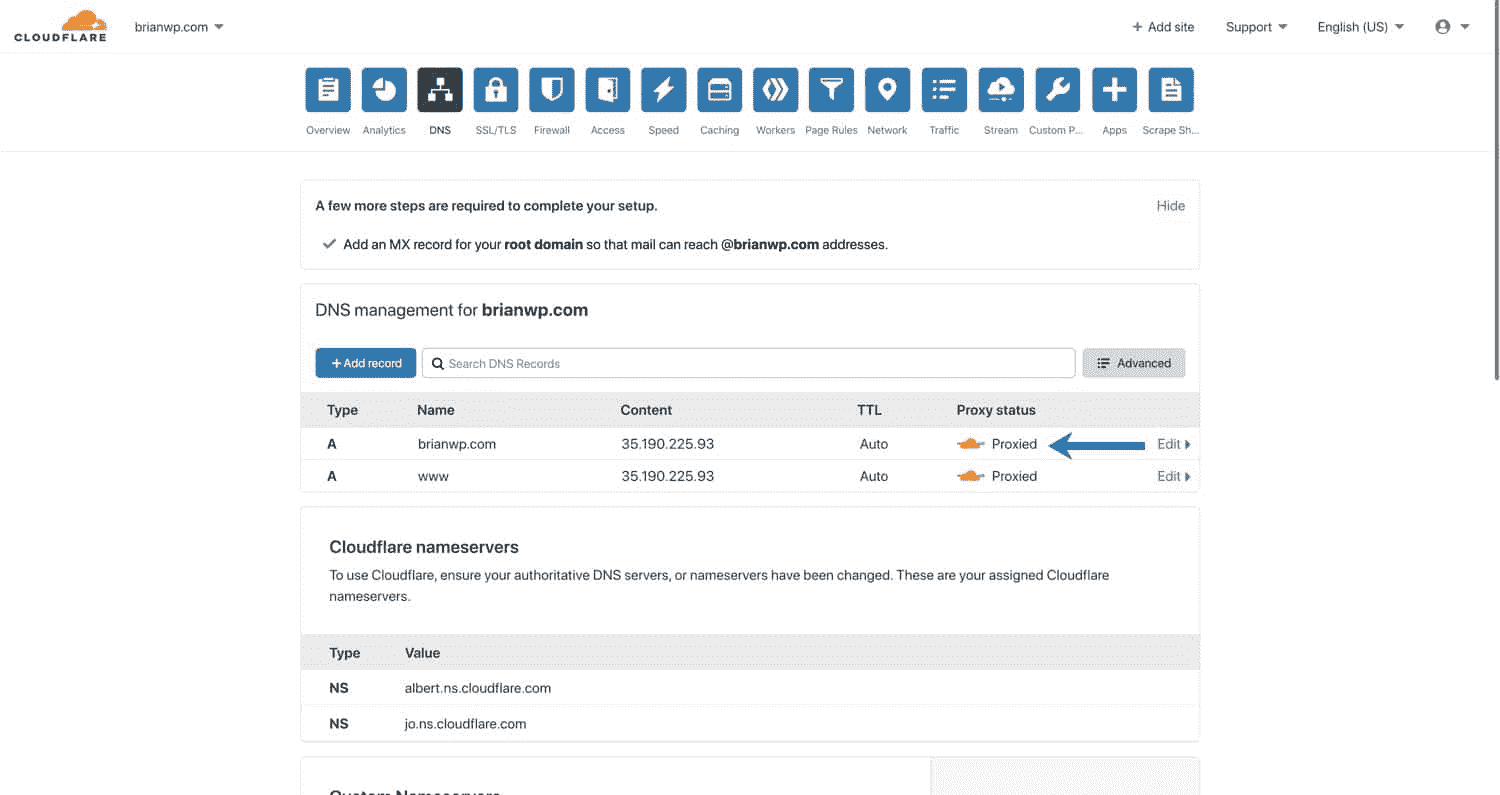 CLOUDFLARE
brianwp.com
+ Add site
Support
English (US)
Overview
Analytics
DNS
SSL/TLS
Firewall
Access
Speed
Caching
Workers
Page Rules
Network
Traffic
Stream
Custom P...
Apps
Scrape Sh...
A few more steps are required to complete your setup.
Hide
Add an MX record for your root domain so that mail can reach @brianwp.com addresses.
DNS management for brianwp.com
+ Add record
Search DNS Records
Advanced
Type Name Content TTL Proxy status
A brianwp.com 35.190.225.93 Auto Proxied Edit
A www 35.190.225.93 Auto Proxied Edit
Cloudflare nameservers
To use Cloudflare, ensure your authoritative DNS servers, or nameservers have been changed. These are your assigned Cloudflare
nameservers.
Type Value
NS albert.ns.cloudflare.com
NS jo.ns.cloudflare.com
Custom Nameservers